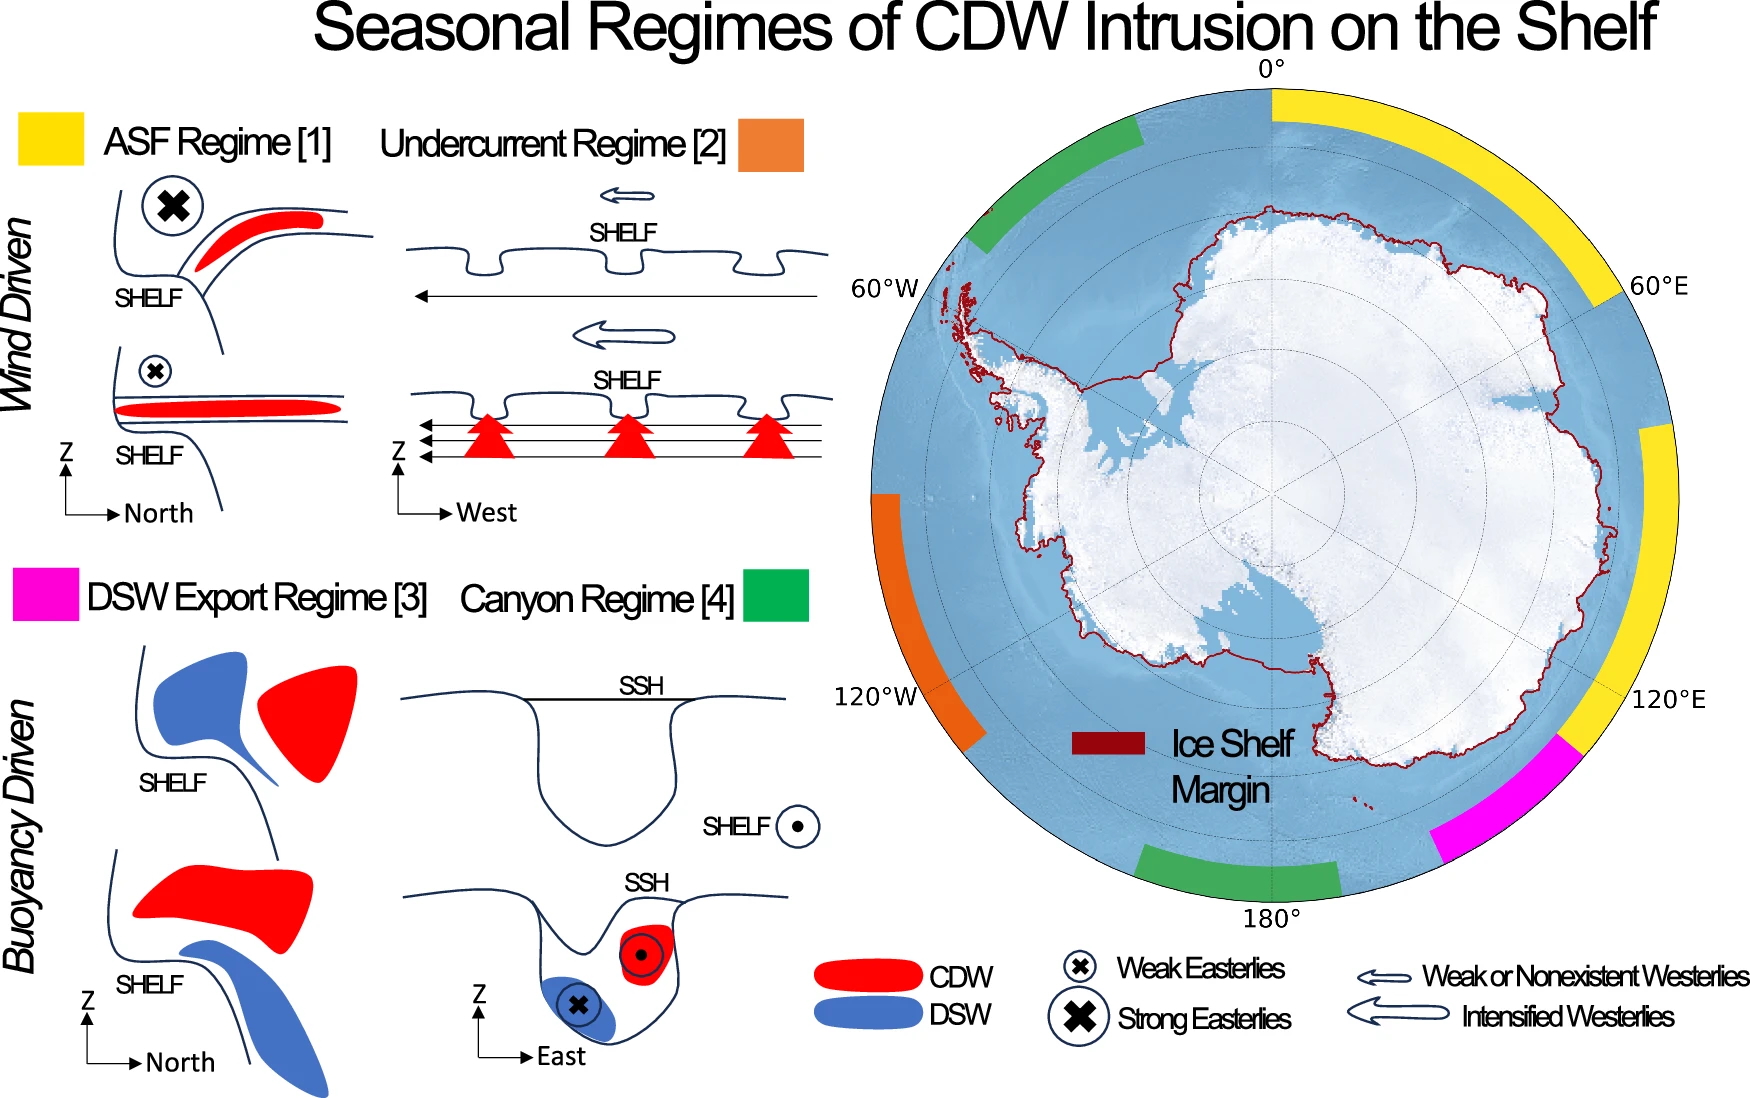 Seasonal Regimes of CDW Intrusion on the Shelf
ASF Regime [1]
Undercurrent Regime [2]
Wind Driven
SHELF
SHELF
Z
North
SHELF
SHELF
Z
West
DSW Export Regime [3]
Canyon Regime [4]
Buoyancy Driven
SHELF
SHELF
Z
North
SSH
SHELF
SSH
Z
East
0°
60°W
60°E
120°W
120°E
180°
Ice Shelf
Margin
CDW
DSW
Weak Easterlies
Strong Easterlies
Weak or Nonexistent Westerlies
Intensified Westerlies